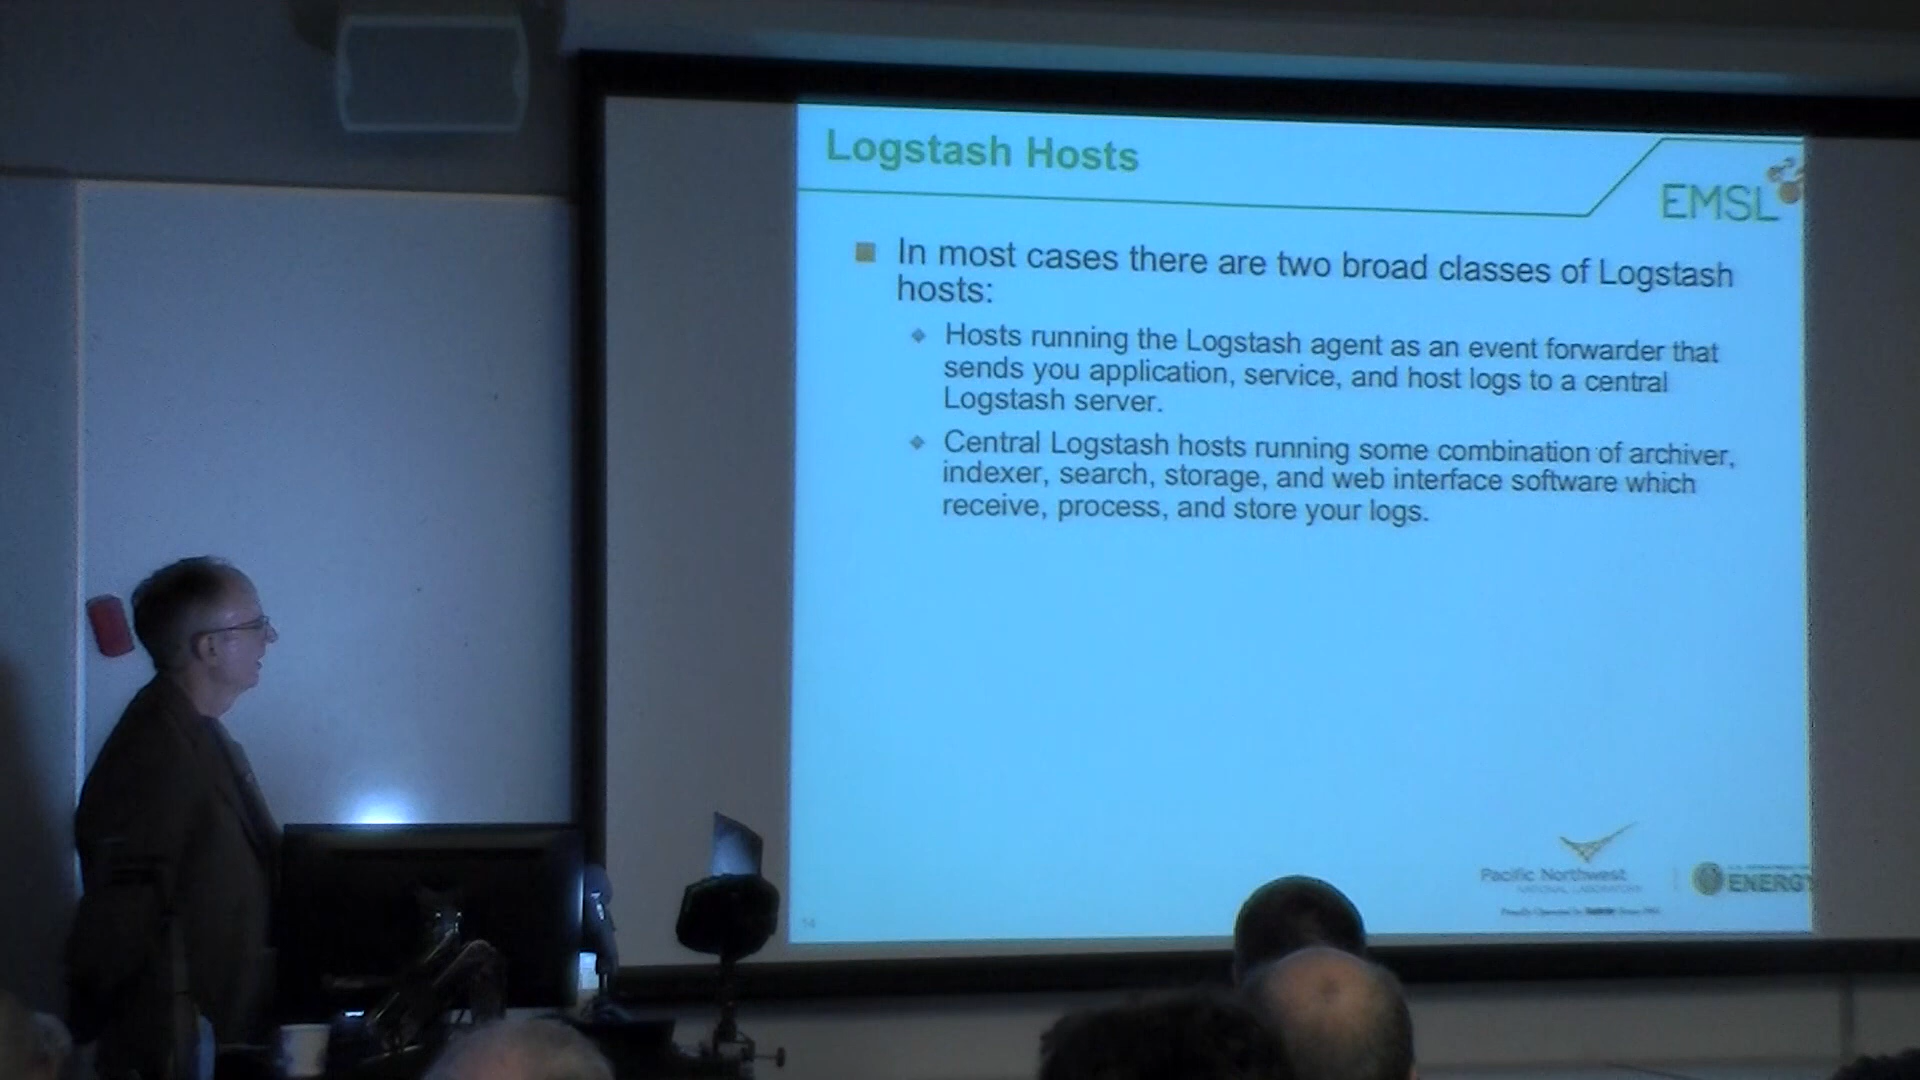 Logstash Hosts
EMSL
In most cases there are two broad classes of Logstash
hosts:
Hosts running the Logstash agent as an event forwarder that
sends you application, service, and host logs to a central
Logstash server.
Central Logstash hosts running some combination of archiver,
indexer, search, storage, and web interface software which
receive, process, and store your logs.
Pacific Northwest
NATIONAL LABORATORY
ENERGY
14